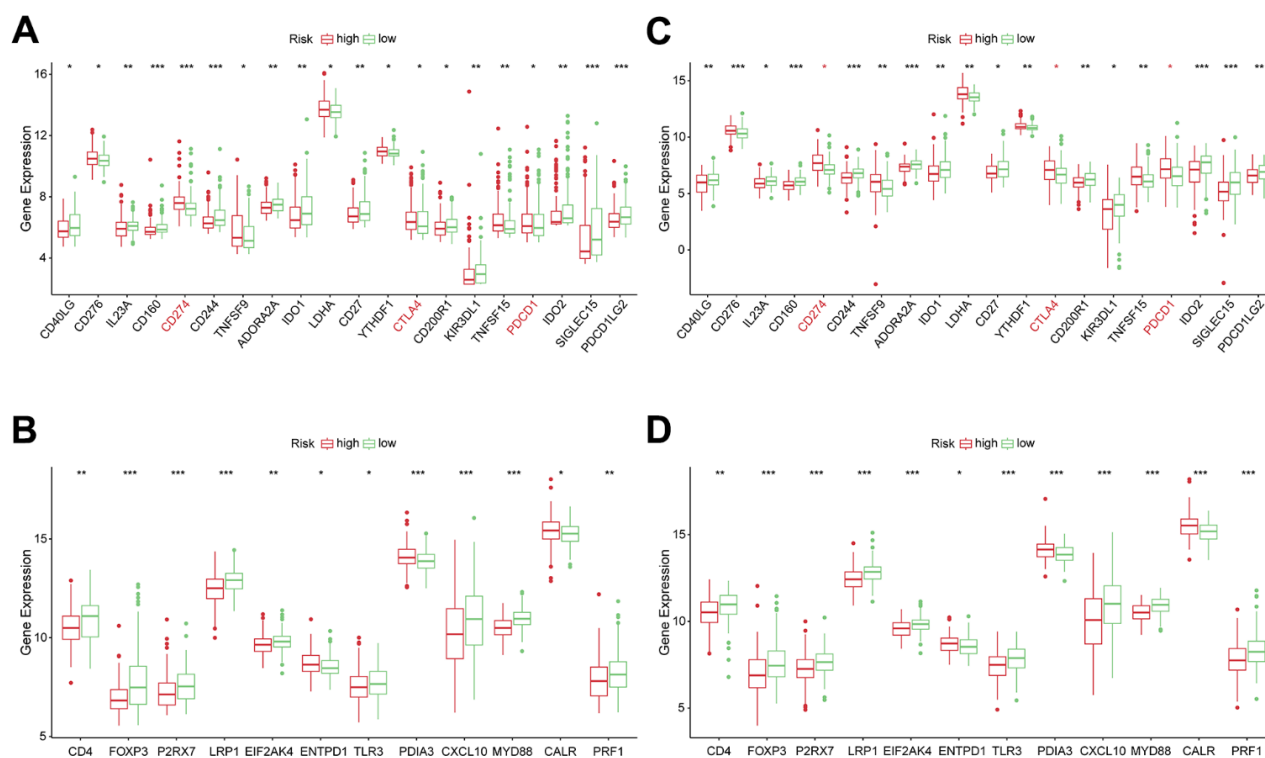 A
Risk high low
* * ** *** *** *** * ** ** * ** * * * ** * * ** *** ***
Gene Expression
16
12
8
4
CD40LG CD276 IL23A CD160 CD274 CD244 TNFSF9 ADORA2A IDO1 LDHA CD27 YTHDF1 CTLA4 CD200R1 KIR3DL1 TNFSF15 PDCD1 IDO2 SIGLEC15 PDCD1LG2
C
Risk high low
** *** * *** * *** ** *** ** ** * ** * ** * ** * *** *** **
Gene Expression
15
10
5
0
CD40LG CD276 IL23A CD160 CD274 CD244 TNFSF9 ADORA2A IDO1 LDHA CD27 YTHDF1 CTLA4 CD200R1 KIR3DL1 TNFSF15 PDCD1 IDO2 SIGLEC15 PDCD1LG2
B
Risk high low
** *** *** *** ** * * *** *** *** * **
Gene Expression
15
10
5
CD4 FOXP3 P2RX7 LRP1 EIF2AK4 ENTPD1 TLR3 PDIA3 CXCL10 MYD88 CALR PRF1
D
Risk high low
** *** *** *** *** * *** *** *** *** *** ***
Gene Expression
15
10
5
CD4 FOXP3 P2RX7 LRP1 EIF2AK4 ENTPD1 TLR3 PDIA3 CXCL10 MYD88 CALR PRF1